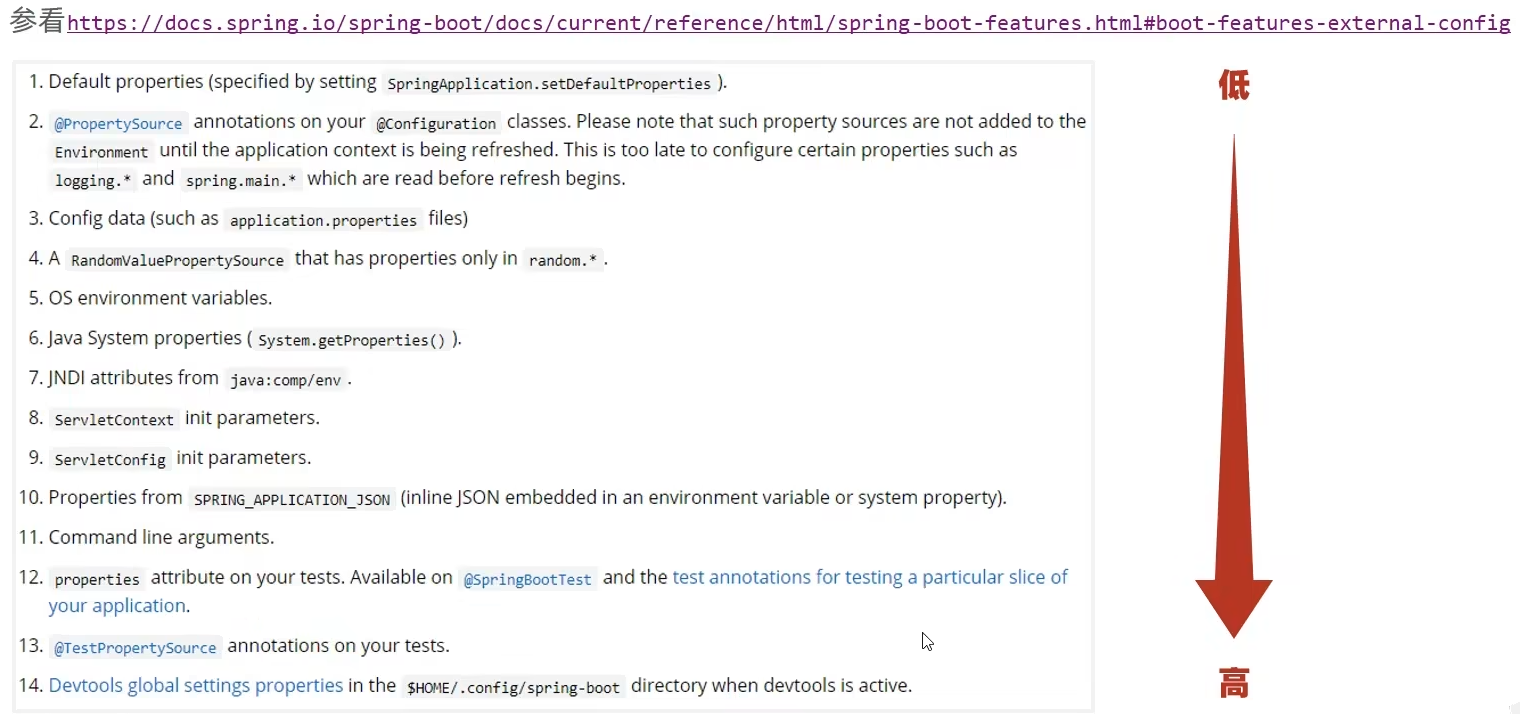 参看https://docs.spring.io/spring-boot/docs/current/reference/html/spring-boot-features.html#boot-features-external-config
1. Default properties (specified by setting SpringApplication.setDefaultProperties ).
2. @PropertySource annotations on your @Configuration classes. Please note that such property sources are not added to the
Environment until the application context is being refreshed. This is too late to configure certain properties such as
logging.* and spring.main.* which are read before refresh begins.
3. Config data (such as application.properties files)
4. A RandomValuePropertySource that has properties only in random.* .
5. OS environment variables.
6. Java System properties ( System.getProperties() ).
7. JNDI attributes from java:comp/env .
8. ServletContext init parameters.
9. ServletConfig init parameters.
10. Properties from SPRING_APPLICATION_JSON (inline JSON embedded in an environment variable or system property).
11. Command line arguments.
12. properties attribute on your tests. Available on @SpringBootTest and the test annotations for testing a particular slice of
your application.
13. @TestPropertySource annotations on your tests.
14. Devtools global settings properties in the $HOME/.config/spring-boot directory when devtools is active.
低
高